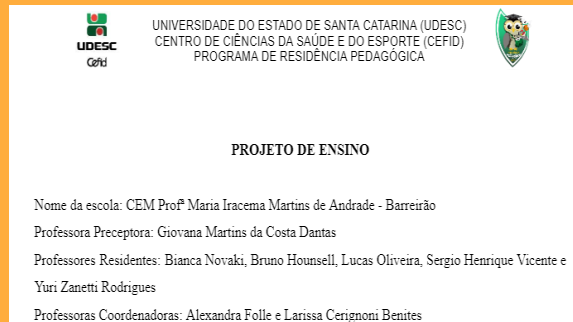 UDESC
Cefid
UNIVERSIDADE DO ESTADO DE SANTA CATARINA (UDESC)
CENTRO DE CIÊNCIAS DA SAÚDE E DO ESPORTE (CEFID)
PROGRAMA DE RESIDÊNCIA PEDAGÓGICA
PROJETO DE ENSINO
Nome da escola: CEM Profª Maria Iracema Martins de Andrade - Barreirão
Professora Preceptora: Giovana Martins da Costa Dantas
Professores Residentes: Bianca Novaki, Bruno Hounsell, Lucas Oliveira, Sergio Henrique Vicente e
Yuri Zanetti Rodrigues
Professoras Coordenadoras: Alexandra Folle e Larissa Cerignoni Benites